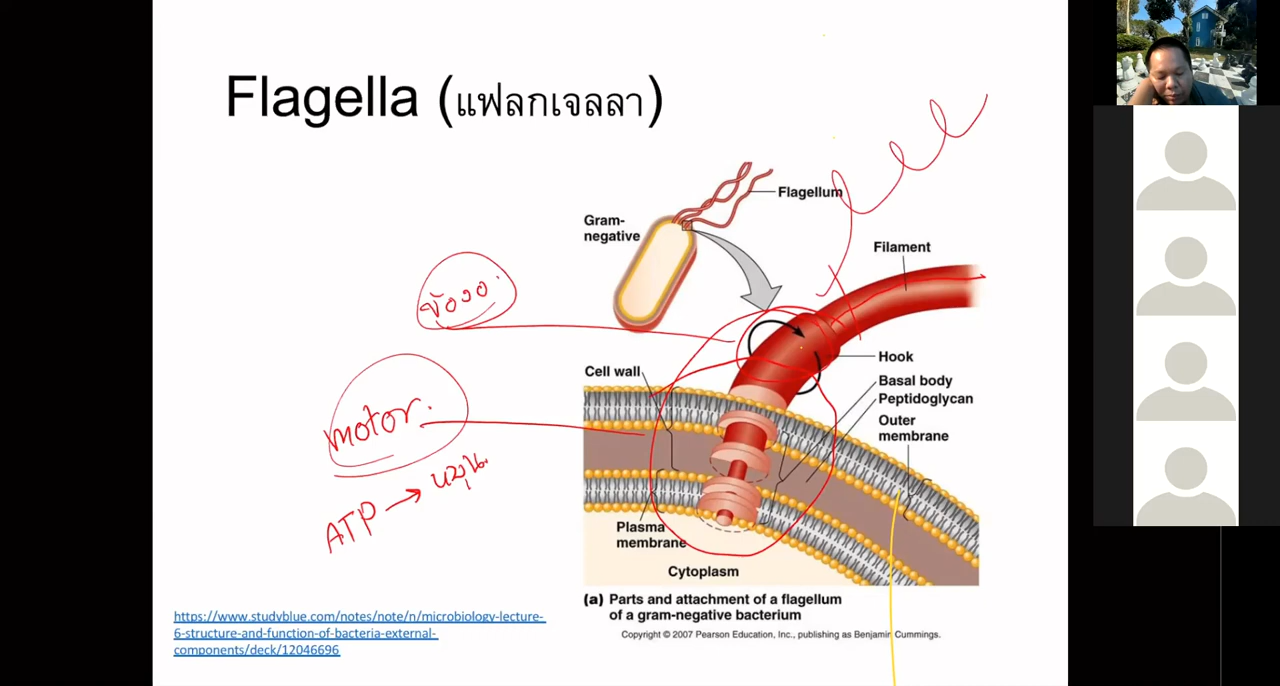 Flagella (แฟลกเจลลา)
Flagellum
Gram-
negative
Filament
ข้องอ
Hook
Cell wall
Basal body
Peptidoglycan
Outer
membrane
motor
ATP → หมุน
Plasma
membrane
Cytoplasm
(a) Parts and attachment of a flagellum
of a gram-negative bacterium
Copyright © 2007 Pearson Education, Inc., publishing as Benjamin Cummings.
https://www.studyblue.com/notes/note/n/microbiology-lecture-
6-structure-and-function-of-bacteria-external-
components/deck/12046696